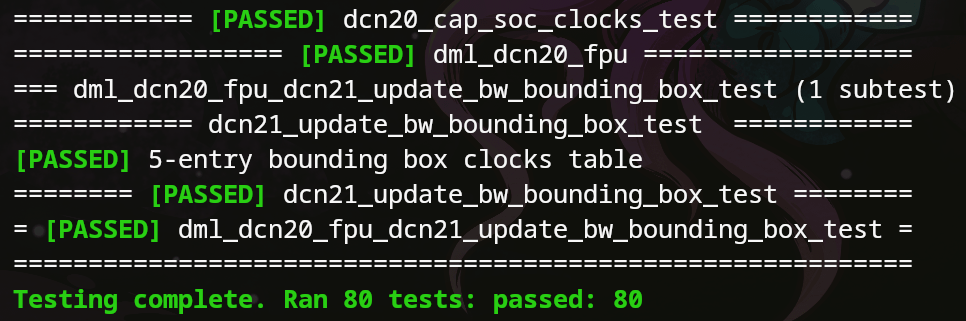 ============ [PASSED] dcn20_cap_soc_clocks_test ============
================== [PASSED] dml_dcn20_fpu ==================
=== dml_dcn20_fpu_dcn21_update_bw_bounding_box_test (1 subtest)
============ dcn21_update_bw_bounding_box_test  ============
[PASSED] 5-entry bounding box clocks table
======== [PASSED] dcn21_update_bw_bounding_box_test ========
= [PASSED] dml_dcn20_fpu_dcn21_update_bw_bounding_box_test =
============================================================
Testing complete. Ran 80 tests: passed: 80